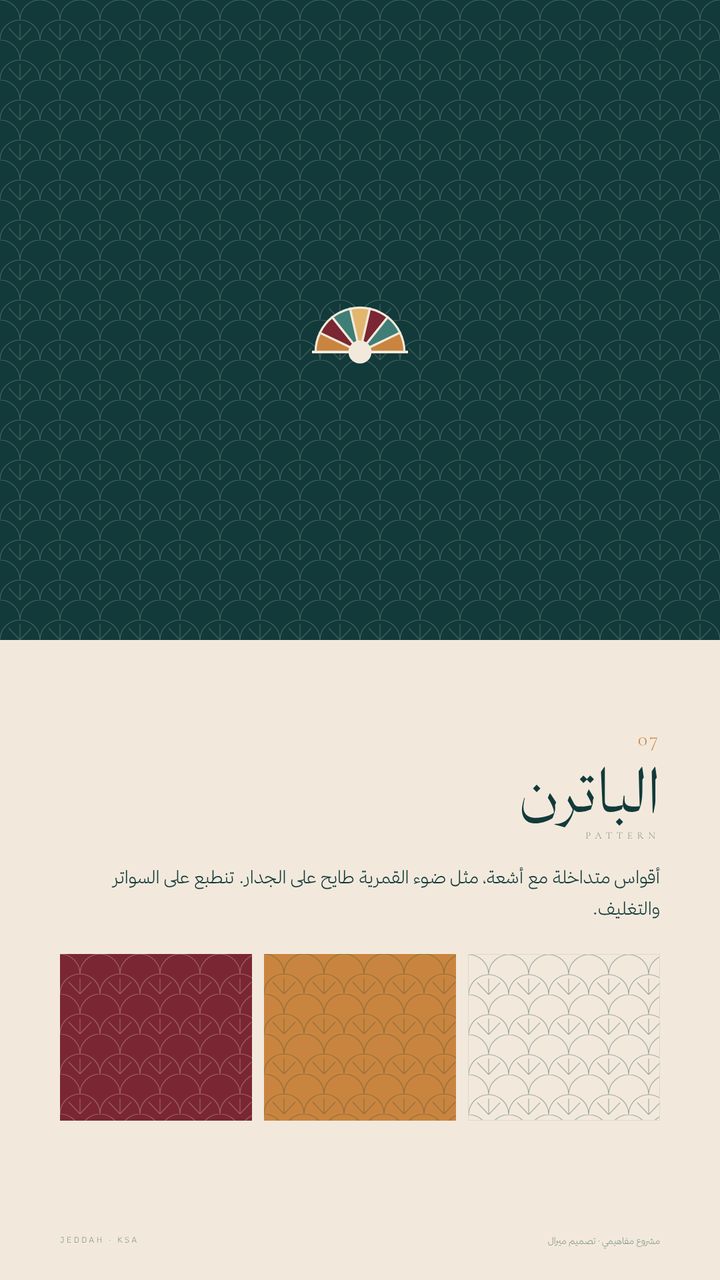 07
الباترن
PATTERN
أقواس متداخلة مع أشعة، مثل ضوء القمرية طايح على الجدار. تنطبع على السواتر
والتغليف.
مشروع مفاهيمي · تصميم ميرال
JEDDAH · KSA